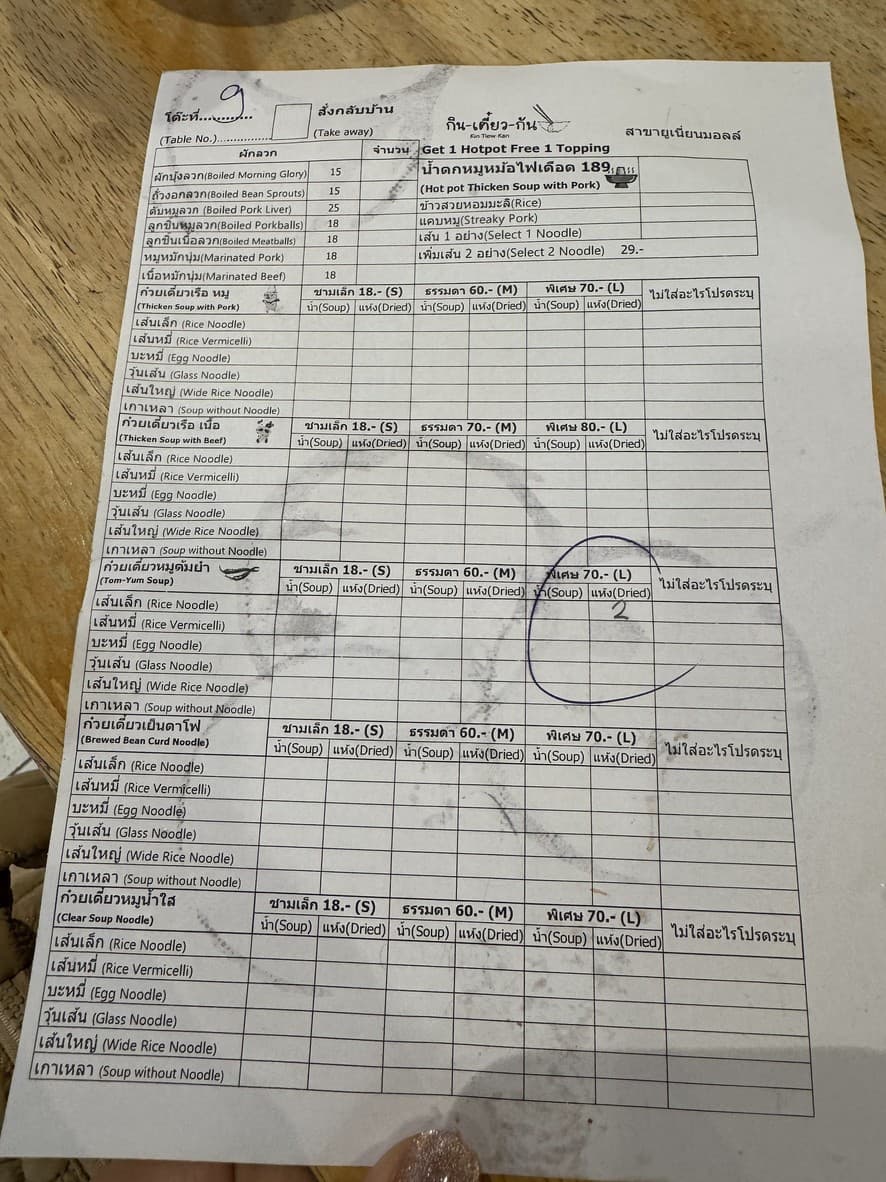 โต๊ะที่............ 9
(Table No.)...............
สั่งกลับบ้าน
(Take away)
กิน-เตี๋ยว-กัน
Kin Tiew Kan
สาขายูเนี่ยนมอลล์
ผักลวก จำนวน
ผักบุ้งลวก(Boiled Morning Glory) 15
ถั่วงอกลวก(Boiled Bean Sprouts) 15
ตับหมูลวก (Boiled Pork Liver) 25
ลูกชิ้นหมูลวก (Boiled Porkballs) 18
ลูกชิ้นเนื้อลวก(Boiled Meatballs) 18
หมูหมักนุ่ม(Marinated Pork) 18
เนื้อหมักนุ่ม(Marinated Beef) 18
Get 1 Hotpot Free 1 Topping
น้ำตกหมูหม้อไฟเดือด 189.-
(Hot pot Thicken Soup with Pork)
ข้าวสวยหอมมะลิ(Rice)
แคบหมู(Streaky Pork)
เส้น 1 อย่าง(Select 1 Noodle)
เพิ่มเส้น 2 อย่าง(Select 2 Noodle) 29.-
ก๋วยเตี๋ยวเรือ หมู ชามเล็ก 18.- (S) ธรรมดา 60.- (M) พิเศษ 70.- (L) ไม่ใส่อะไรโปรดระบุ
(Thicken Soup with Pork) น้ำ(Soup) แห้ง(Dried) น้ำ(Soup) แห้ง(Dried) น้ำ(Soup) แห้ง(Dried)
เส้นเล็ก (Rice Noodle)
เส้นหมี่ (Rice Vermicelli)
บะหมี่ (Egg Noodle)
วุ้นเส้น (Glass Noodle)
เส้นใหญ่ (Wide Rice Noodle)
เกาเหลา (Soup without Noodle)
ก๋วยเตี๋ยวเรือ เนื้อ ชามเล็ก 18.- (S) ธรรมดา 70.- (M) พิเศษ 80.- (L) ไม่ใส่อะไรโปรดระบุ
(Thicken Soup with Beef) น้ำ(Soup) แห้ง(Dried) น้ำ(Soup) แห้ง(Dried) น้ำ(Soup) แห้ง(Dried)
เส้นเล็ก (Rice Noodle)
เส้นหมี่ (Rice Vermicelli)
บะหมี่ (Egg Noodle)
วุ้นเส้น (Glass Noodle)
เส้นใหญ่ (Wide Rice Noodle)
เกาเหลา (Soup without Noodle)
ก๋วยเตี๋ยวหมูต้มยำ ชามเล็ก 18.- (S) ธรรมดา 60.- (M) พิเศษ 70.- (L) ไม่ใส่อะไรโปรดระบุ
(Tom-Yum Soup) น้ำ(Soup) แห้ง(Dried) น้ำ(Soup) แห้ง(Dried) น้ำ(Soup) แห้ง(Dried)
เส้นเล็ก (Rice Noodle) 2
เส้นหมี่ (Rice Vermicelli)
บะหมี่ (Egg Noodle)
วุ้นเส้น (Glass Noodle)
เส้นใหญ่ (Wide Rice Noodle)
เกาเหลา (Soup without Noodle)
ก๋วยเตี๋ยวเย็นตาโฟ ชามเล็ก 18.- (S) ธรรมดา 60.- (M) พิเศษ 70.- (L) ไม่ใส่อะไรโปรดระบุ
(Brewed Bean Curd Noodle) น้ำ(Soup) แห้ง(Dried) น้ำ(Soup) แห้ง(Dried) น้ำ(Soup) แห้ง(Dried)
เส้นเล็ก (Rice Noodle)
เส้นหมี่ (Rice Vermicelli)
บะหมี่ (Egg Noodle)
วุ้นเส้น (Glass Noodle)
เส้นใหญ่ (Wide Rice Noodle)
เกาเหลา (Soup without Noodle)
ก๋วยเตี๋ยวหมูน้ำใส ชามเล็ก 18.- (S) ธรรมดา 60.- (M) พิเศษ 70.- (L) ไม่ใส่อะไรโปรดระบุ
(Clear Soup Noodle) น้ำ(Soup) แห้ง(Dried) น้ำ(Soup) แห้ง(Dried) น้ำ(Soup) แห้ง(Dried)
เส้นเล็ก (Rice Noodle)
เส้นหมี่ (Rice Vermicelli)
บะหมี่ (Egg Noodle)
วุ้นเส้น (Glass Noodle)
เส้นใหญ่ (Wide Rice Noodle)
เกาเหลา (Soup without Noodle)